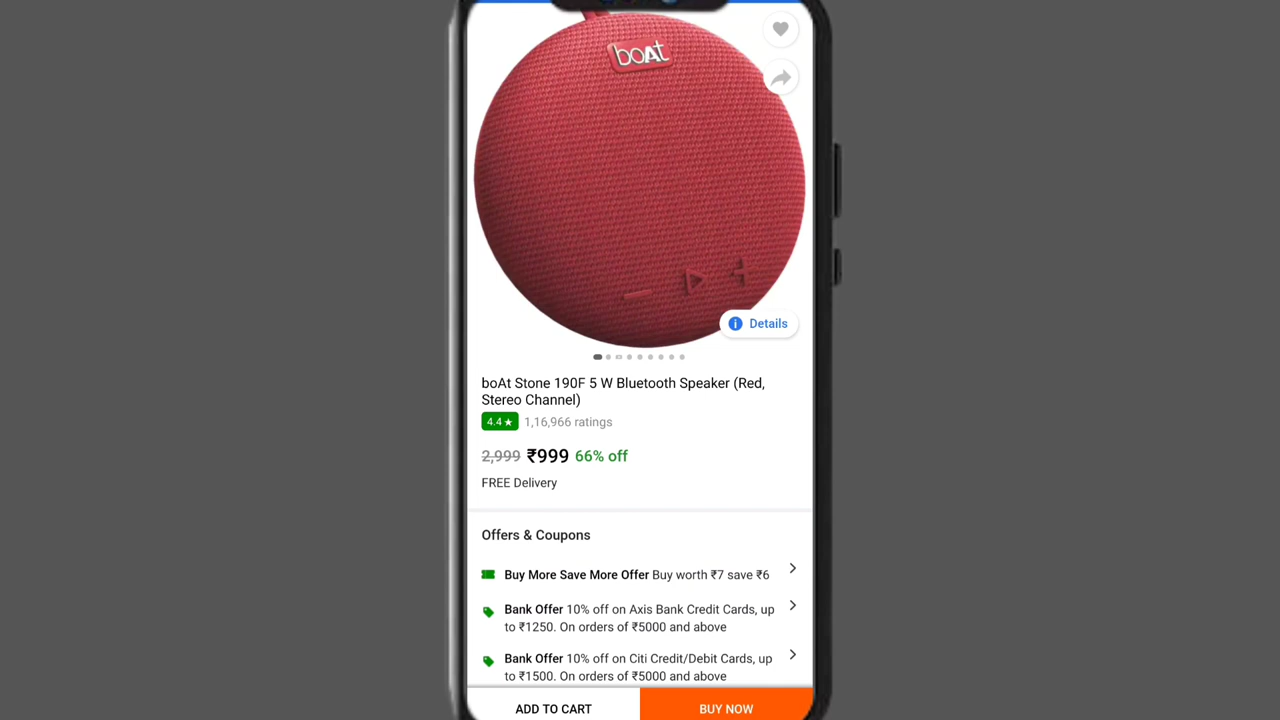 boAt
Details
boAt Stone 190F 5 W Bluetooth Speaker (Red,
Stereo Channel)
4.4★ 1,16,966 ratings
2,999 ₹999 66% off
FREE Delivery
Offers & Coupons
Buy More Save More Offer Buy worth ₹7 save ₹6
Bank Offer 10% off on Axis Bank Credit Cards, up
to ₹1250. On orders of ₹5000 and above
Bank Offer 10% off on Citi Credit/Debit Cards, up
to ₹1500. On orders of ₹5000 and above
ADD TO CART BUY NOW